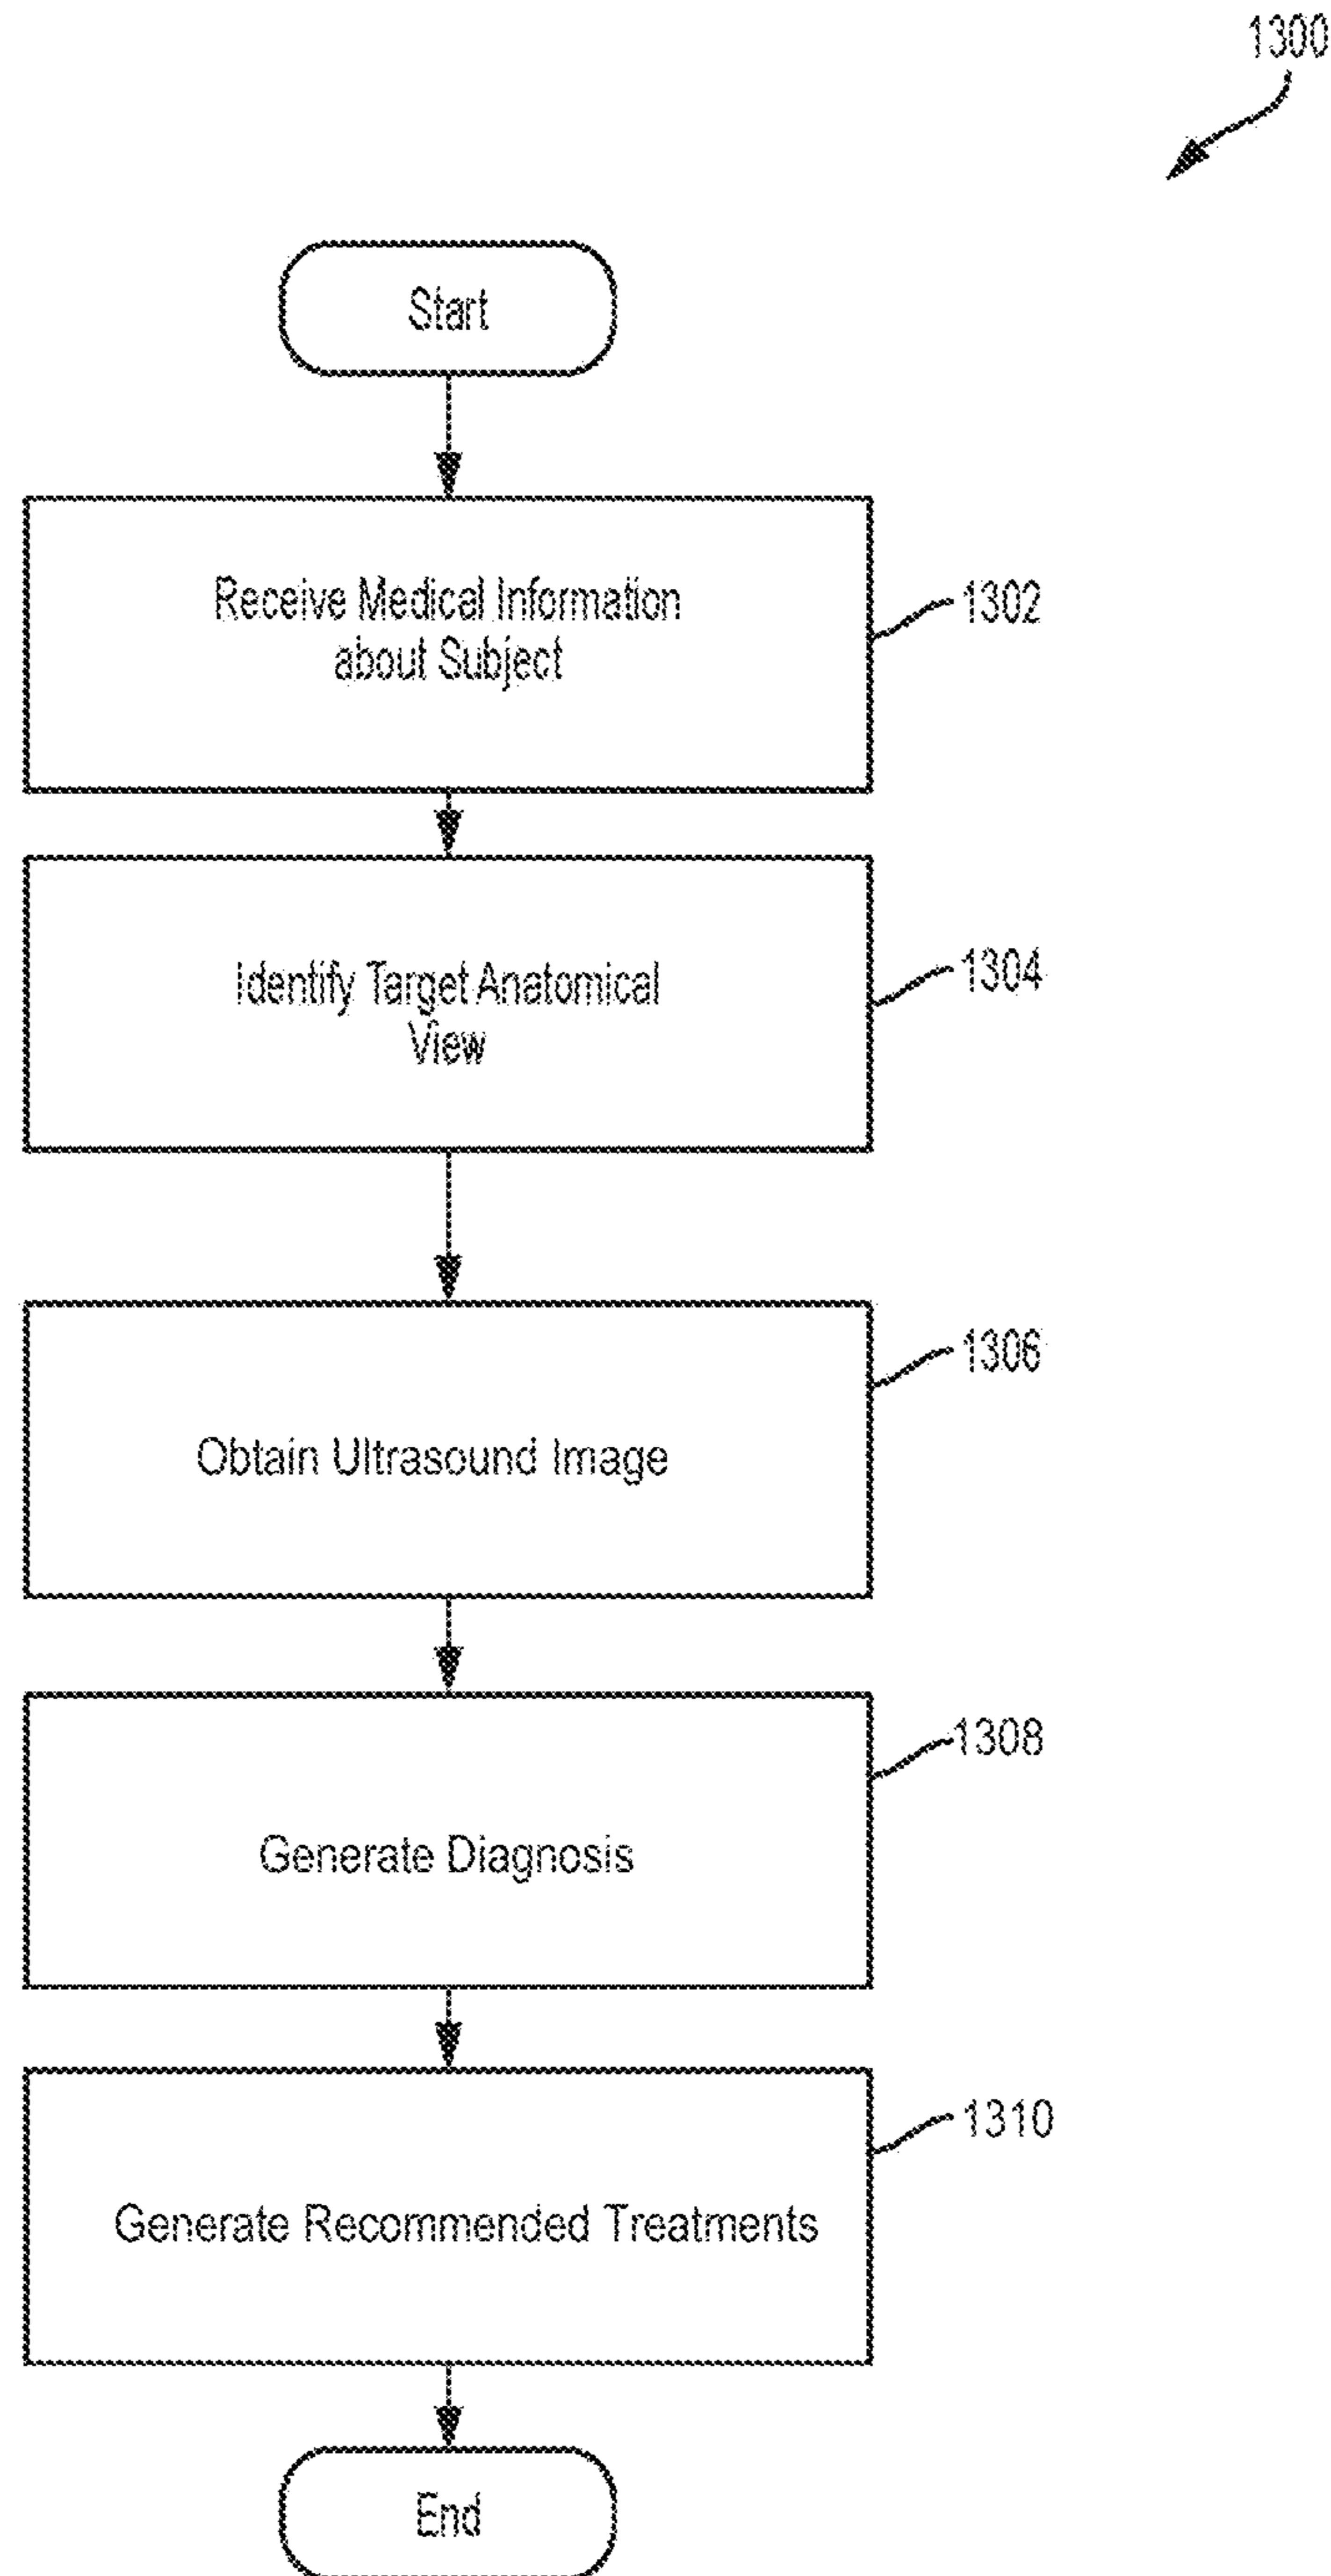 1300
Start
Receive Medical Information
about Subject
1302
Identify Target Anatomical
View
1304
1306
Obtain Ultrasound Image
1308
Generate Diagnosis
1310
Generate Recommended Treatments
End